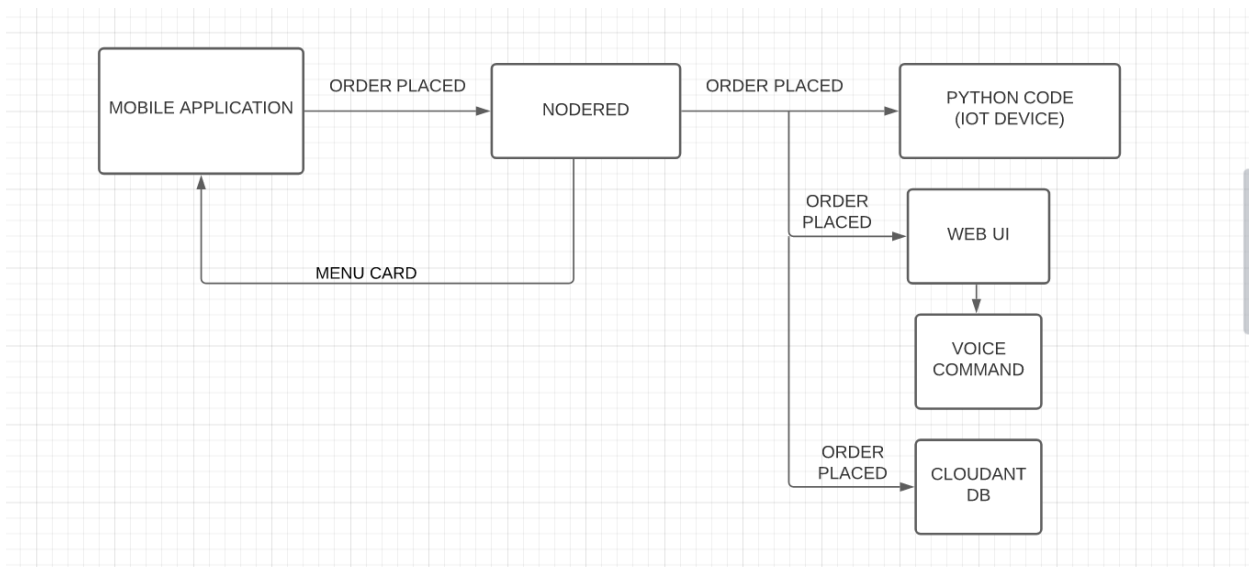 ORDER PLACED
ORDER PLACED
MOBILE APPLICATION
NODERED
PYTHON CODE
(IOT DEVICE)
ORDER
PLACED
WEB UI
MENU CARD
VOICE
COMMAND
ORDER
PLACED
CLOUDANT
DB